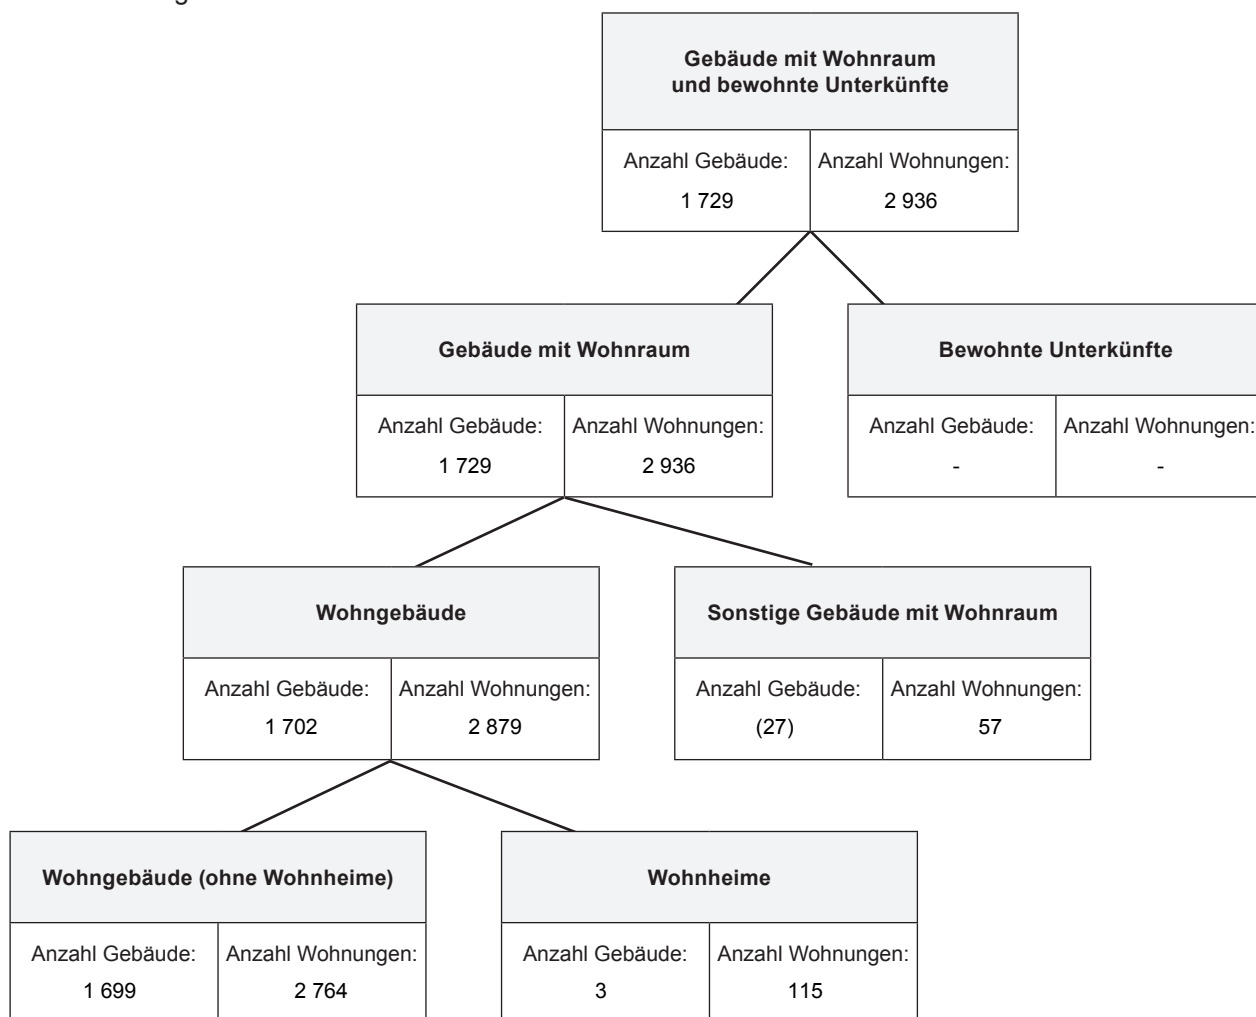 Gebäude mit Wohnraum
und bewohnte Unterkünfte
Anzahl Gebäude: Anzahl Wohnungen:
1 729 2 936
Gebäude mit Wohnraum Bewohnte Unterkünfte
Anzahl Gebäude: Anzahl Wohnungen: Anzahl Gebäude: Anzahl Wohnungen:
1 729 2 936 - -
Wohngebäude Sonstige Gebäude mit Wohnraum
Anzahl Gebäude: Anzahl Wohnungen: Anzahl Gebäude: Anzahl Wohnungen:
1 702 2 879 (27) 57
Wohngebäude (ohne Wohnheime) Wohnheime
Anzahl Gebäude: Anzahl Wohnungen: Anzahl Gebäude: Anzahl Wohnungen:
1 699 2 764 3 115